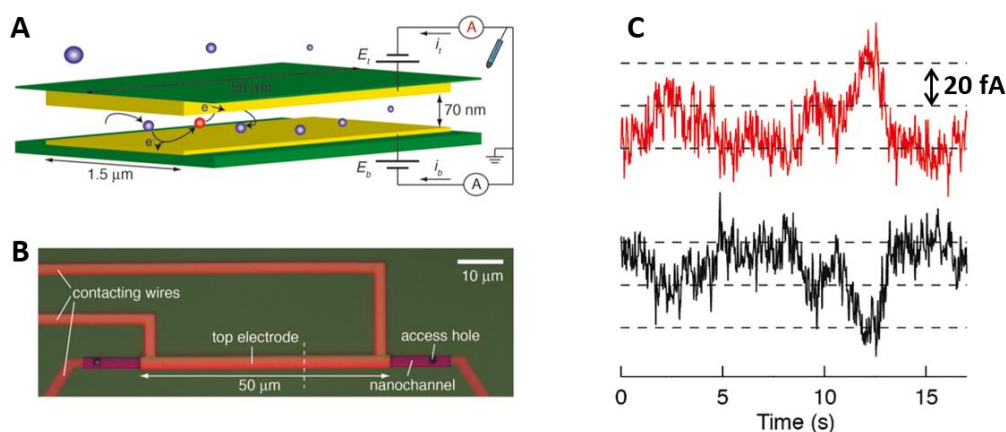 A
E_t
i_t
A
50 µm
e⁻
e⁻
70 nm
1.5 µm
E_b
i_b
A
B
10 µm
contacting wires
top electrode
access hole
50 µm
nanochannel
C
20 fA
0
5
10
15
Time (s)